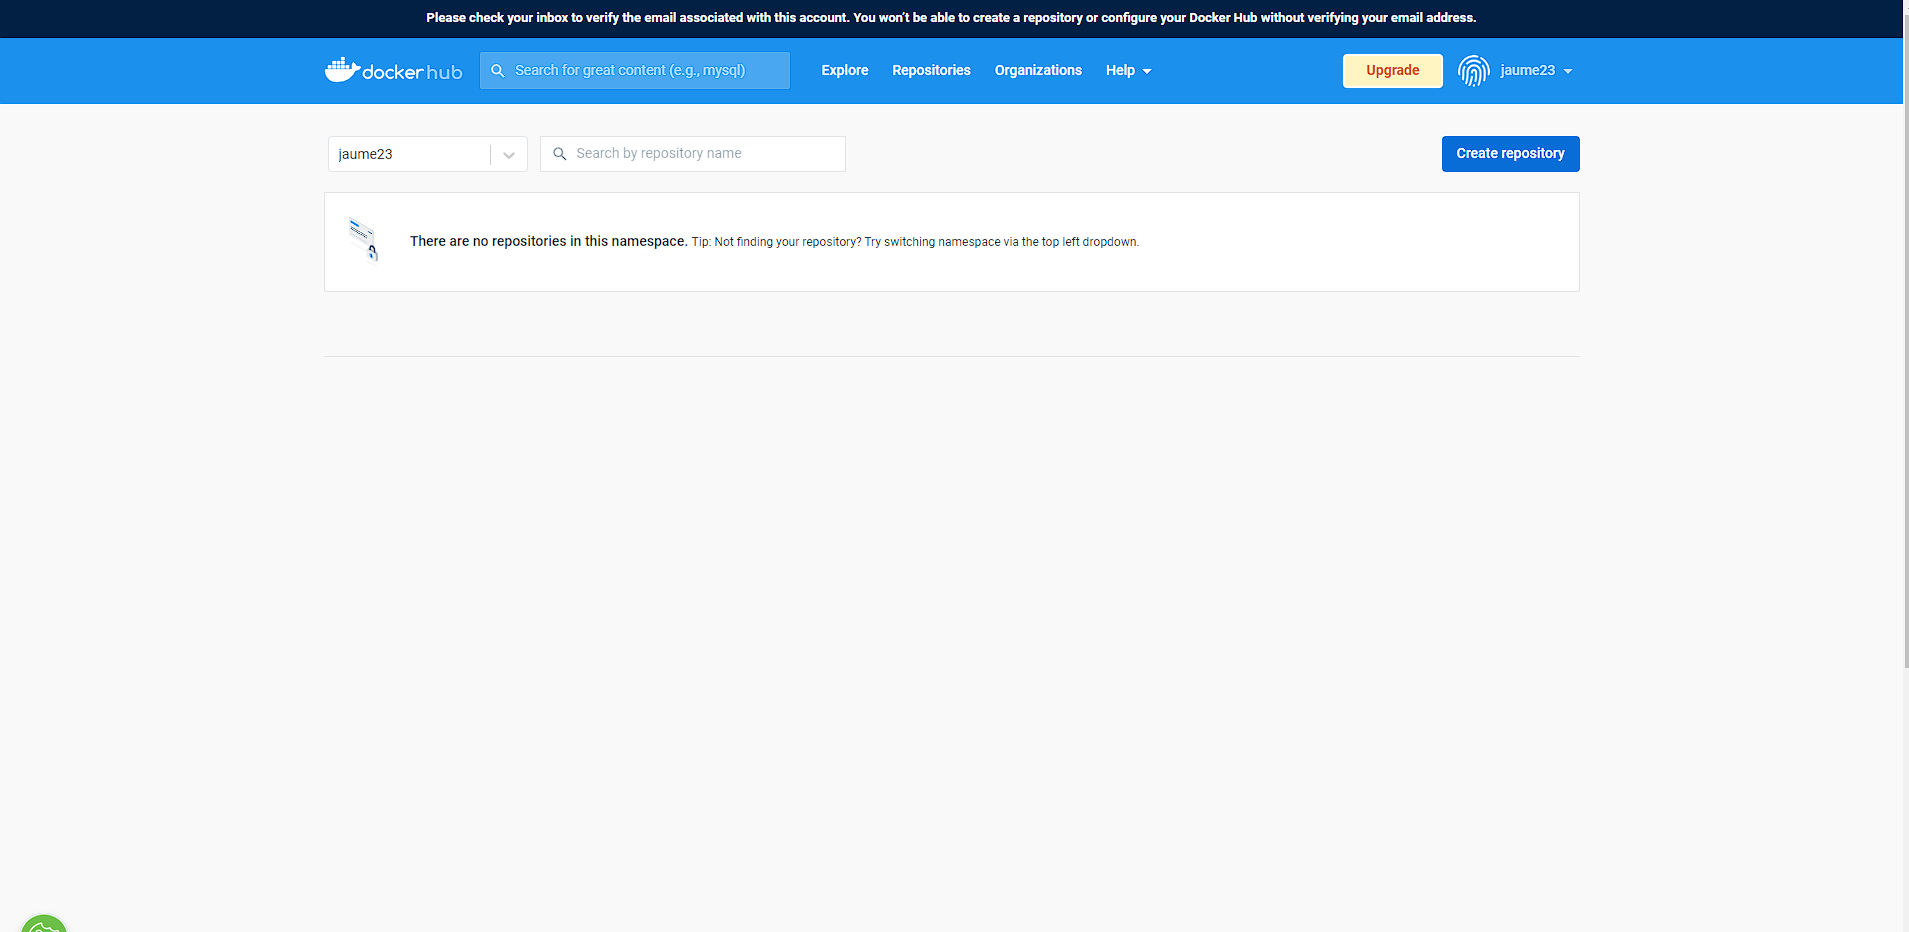 Please check your inbox to verify the email associated with this account. You won't be able to create a repository or configure your Docker Hub without verifying your email address.
docker hub
Search for great content (e.g., mysql)
Explore
Repositories
Organizations
Help
Upgrade
jaume23
jaume23
Search by repository name
Create repository
There are no repositories in this namespace. Tip: Not finding your repository? Try switching namespace via the top left dropdown.